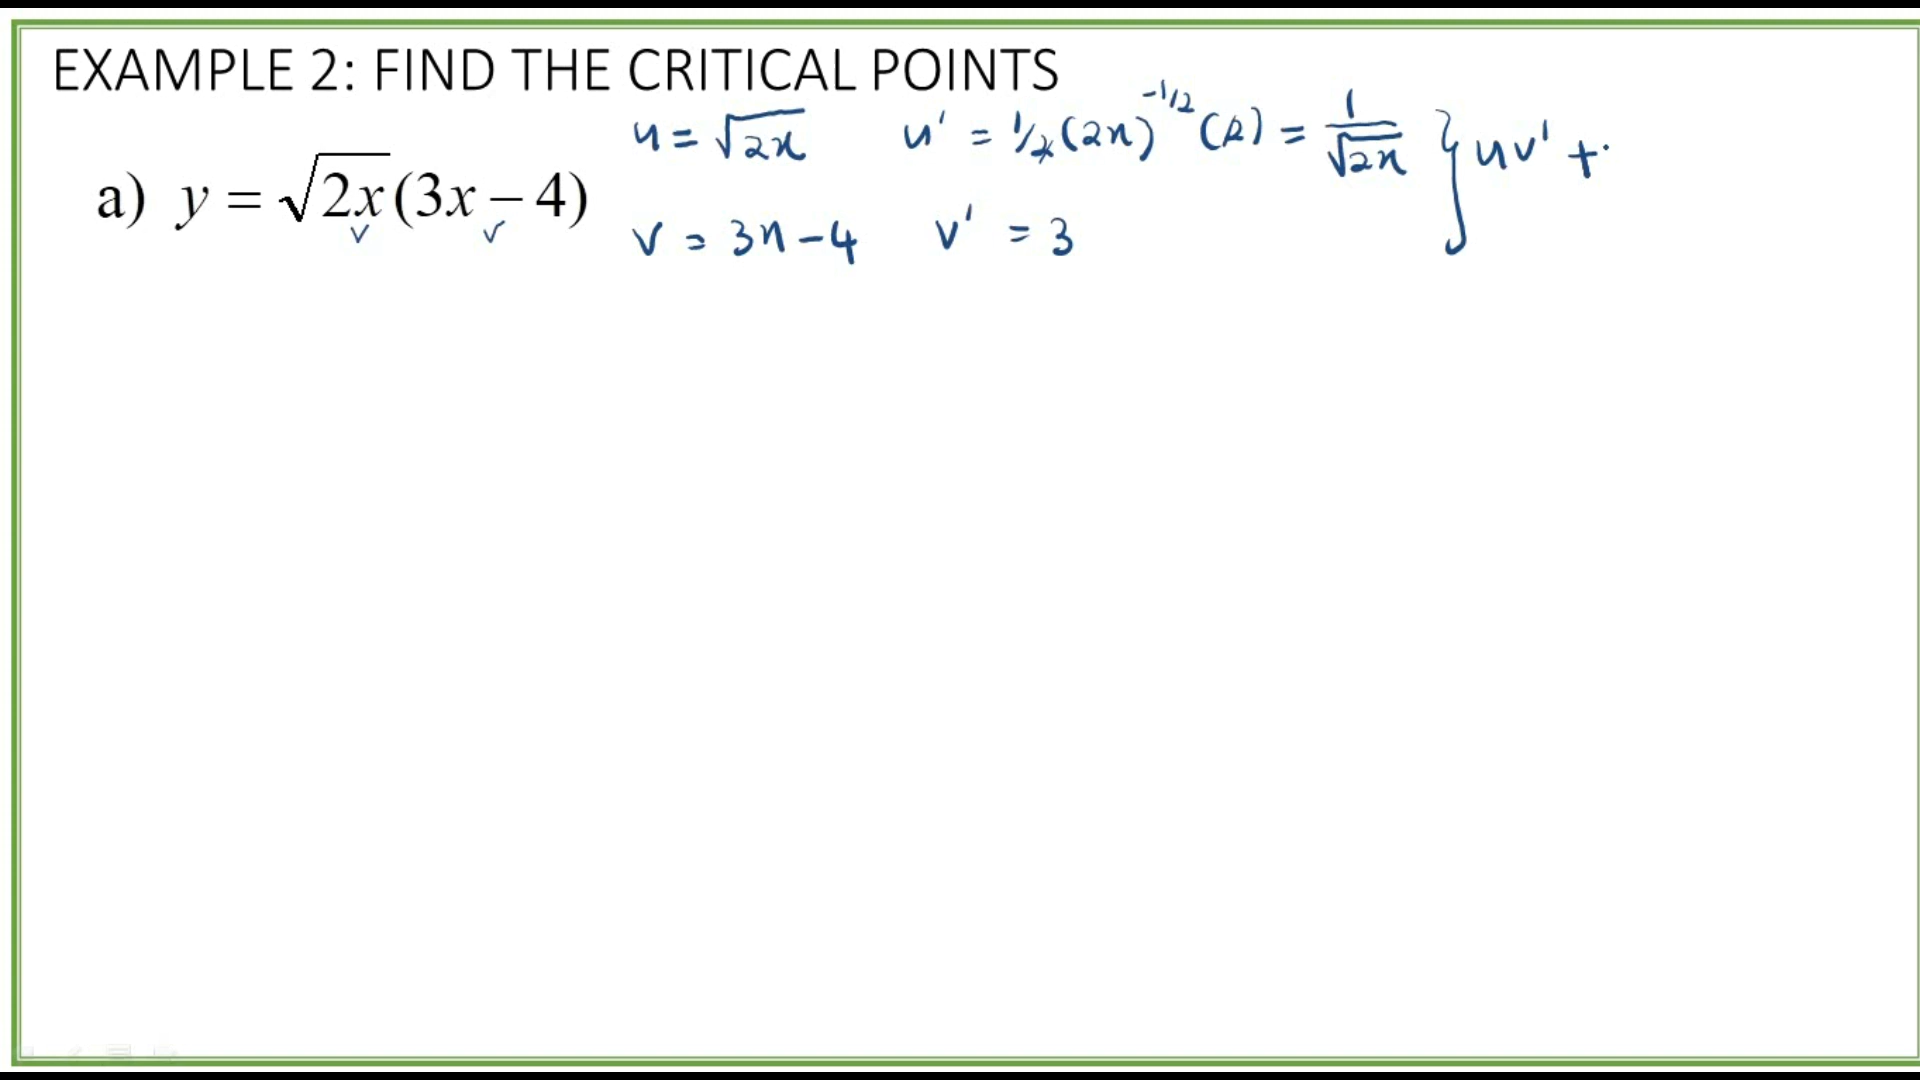 EXAMPLE 2: FIND THE CRITICAL POINTS
u = √2x u' = 1/2(2x)^-1/2 (2) = 1/√2x } uv' +
a) y = √2x(3x − 4)
v = 3x − 4 v' = 3